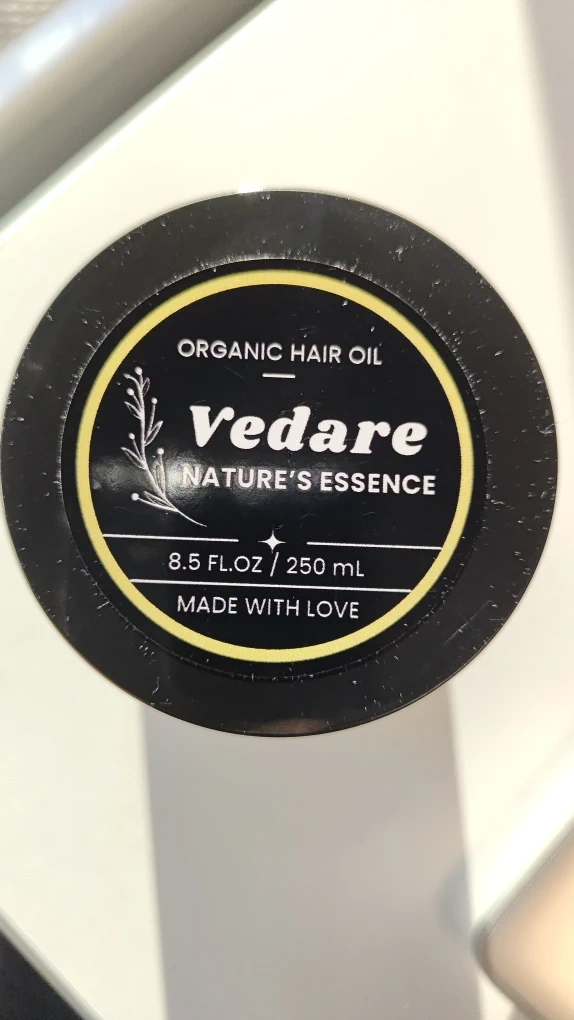 ORGANIC HAIR OIL
Vedare
NATURE'S ESSENCE
8.5 FL.OZ / 250 mL
MADE WITH LOVE